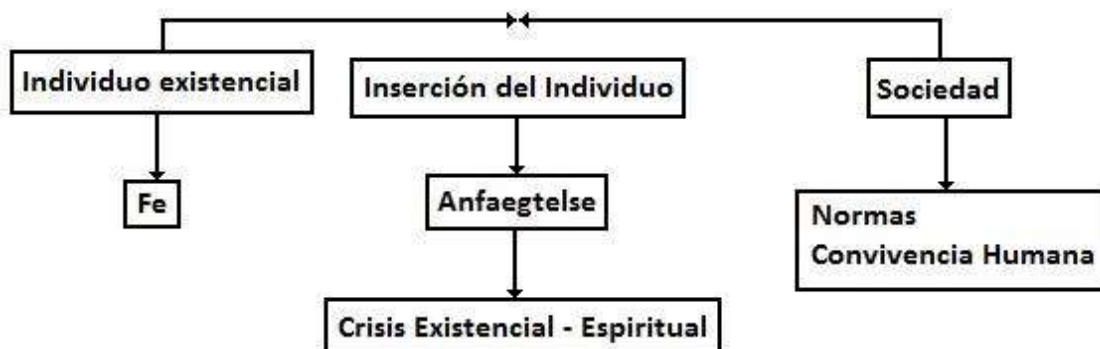 Individuo existencial
Inserción del Individuo
Sociedad
Fe
Anfaegtelse
Normas
Convivencia Humana
Crisis Existencial - Espiritual